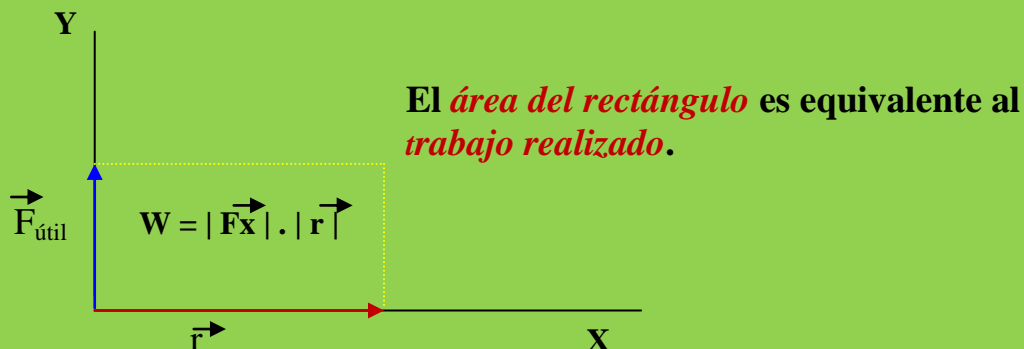 Y
El área del rectángulo es equivalente al
trabajo realizado.
F útil
W = | Fx | . | r |
r
X